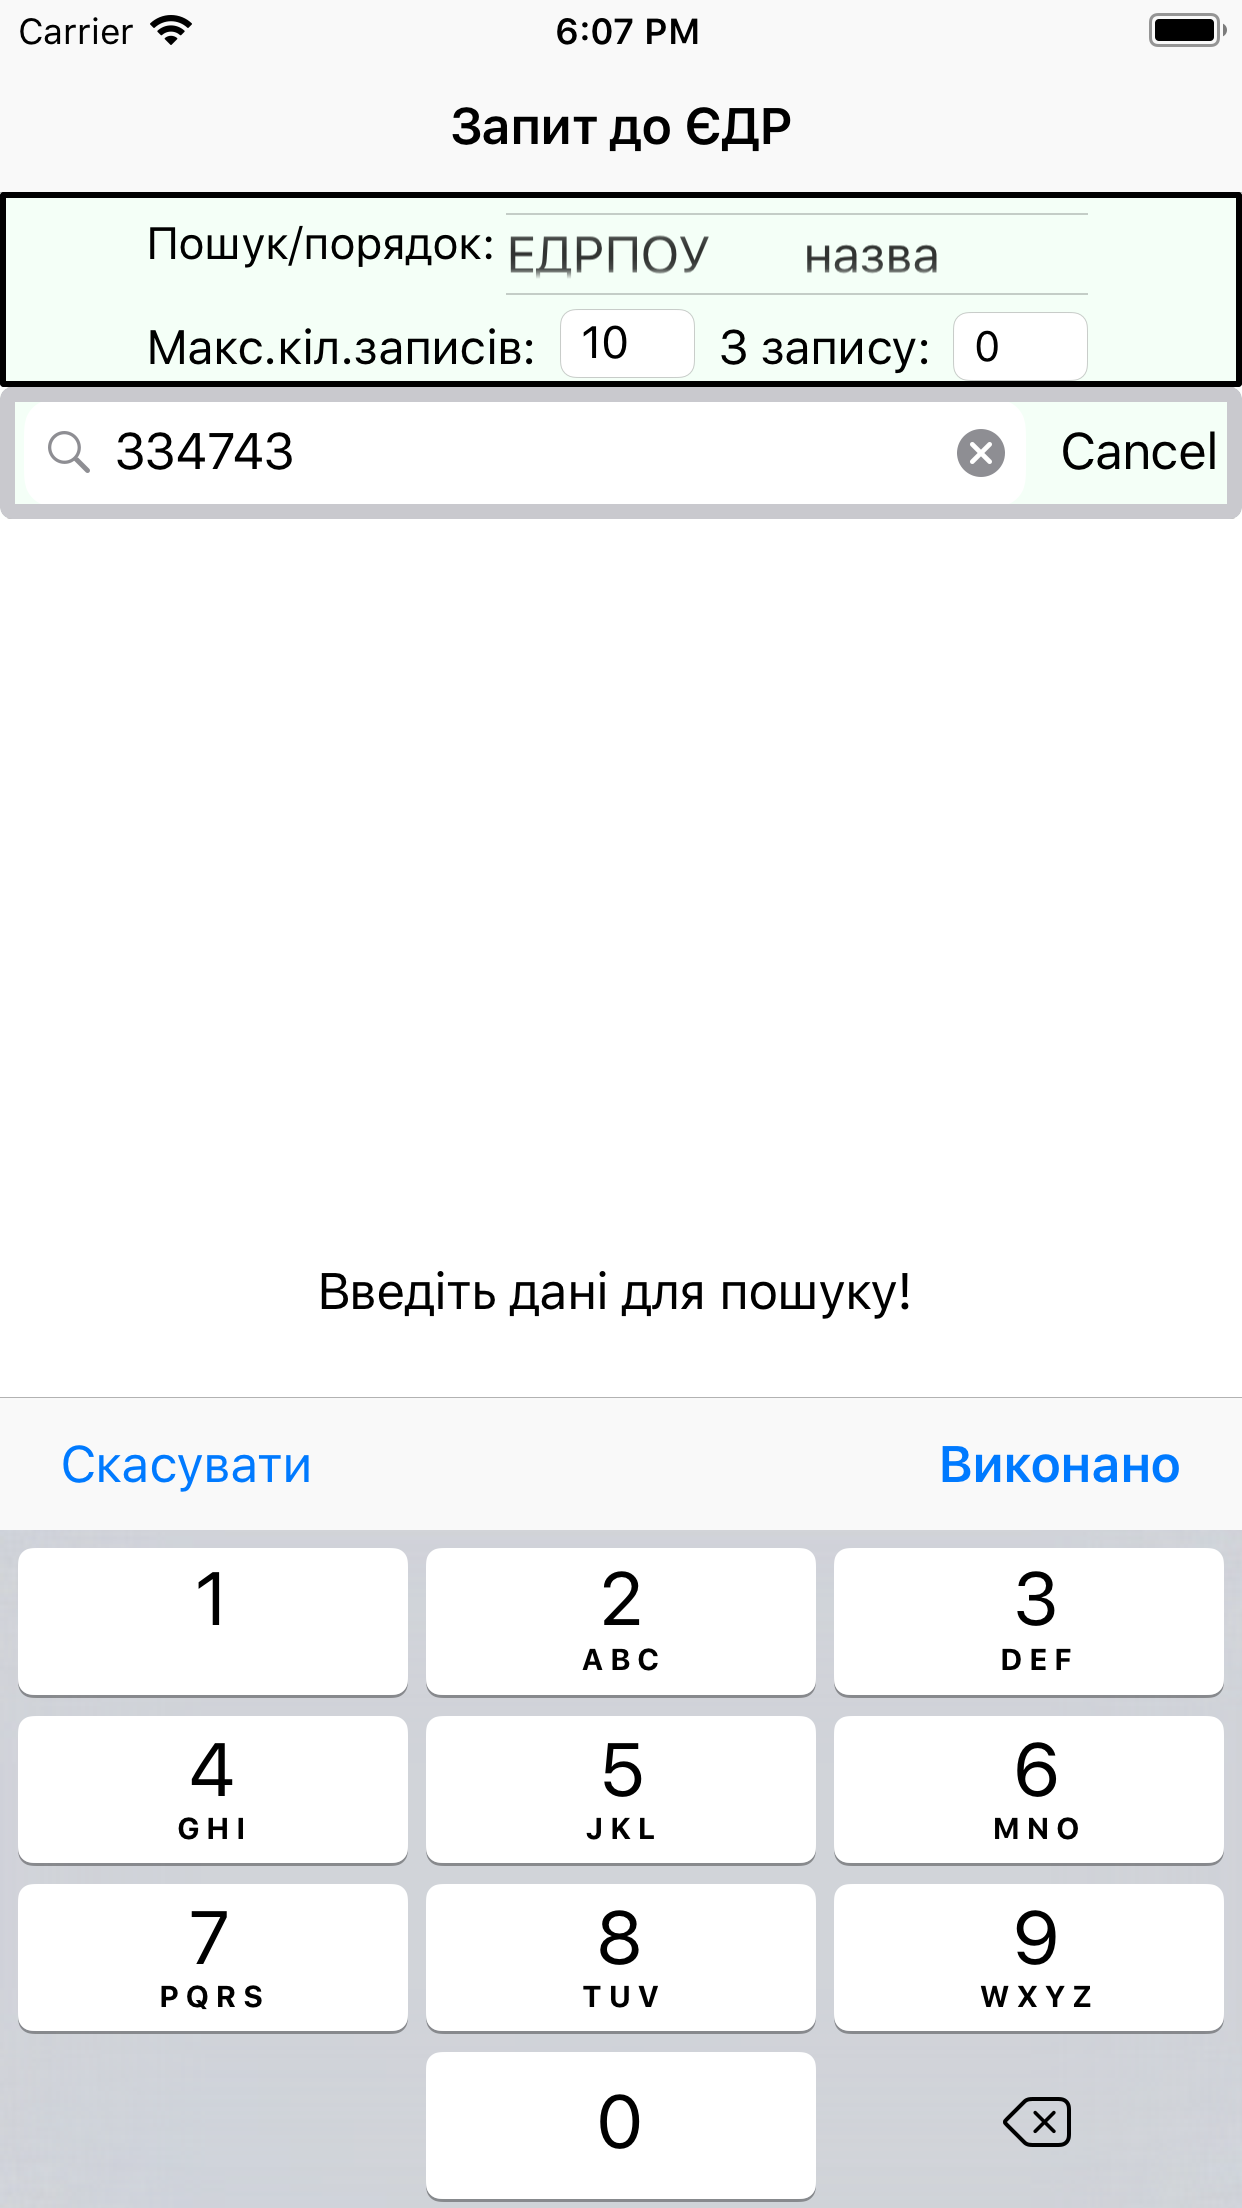 Carrier 6:07 PM
Запит до ЄДР
Пошук/порядок: ЕДРПОУ назва
Макс.кіл.записів: 10 З запису: 0
334743 Cancel
Введіть дані для пошуку!
Скасувати Виконано
1 2 3
ABC DEF
4 5 6
GHI JKL MNO
7 8 9
PQRS TUV WXYZ
0